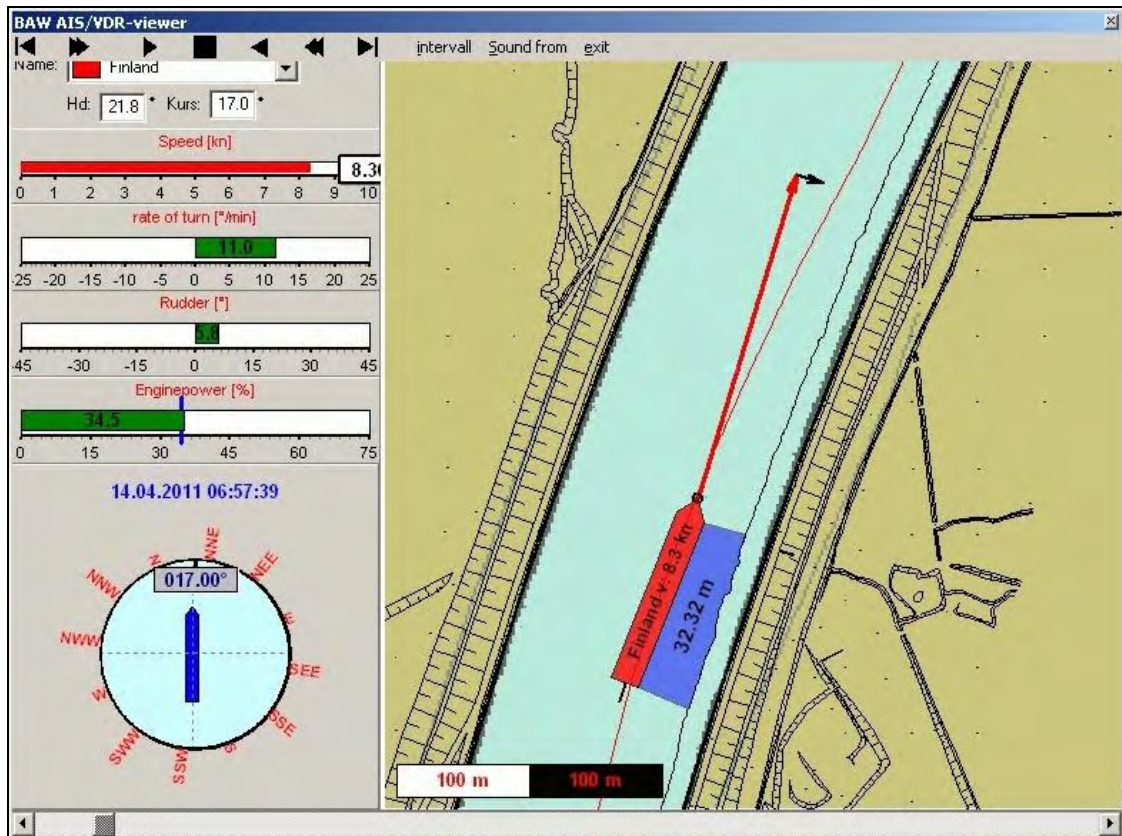 BAW AIS/VDR-viewer
intervall Sound from exit
Name: Finland
Hd: 21.8 ° Kurs: 17.0 °
Speed [kn]
8.30
0 1 2 3 4 5 6 7 8 9 10
rate of turn [°/min]
11.0
-25 -20 -15 -10 -5 0 5 10 15 20 25
Rudder [°]
5.8
-45 -30 -15 0 15 30 45
Enginepower [%]
34.5
0 15 30 45 60 75
14.04.2011 06:57:39
N NNE NEE E SEE SSE S SSW SWW W NWW NNW
017.00°
Finland v: 8.3 kn
32.32 m
100 m 100 m